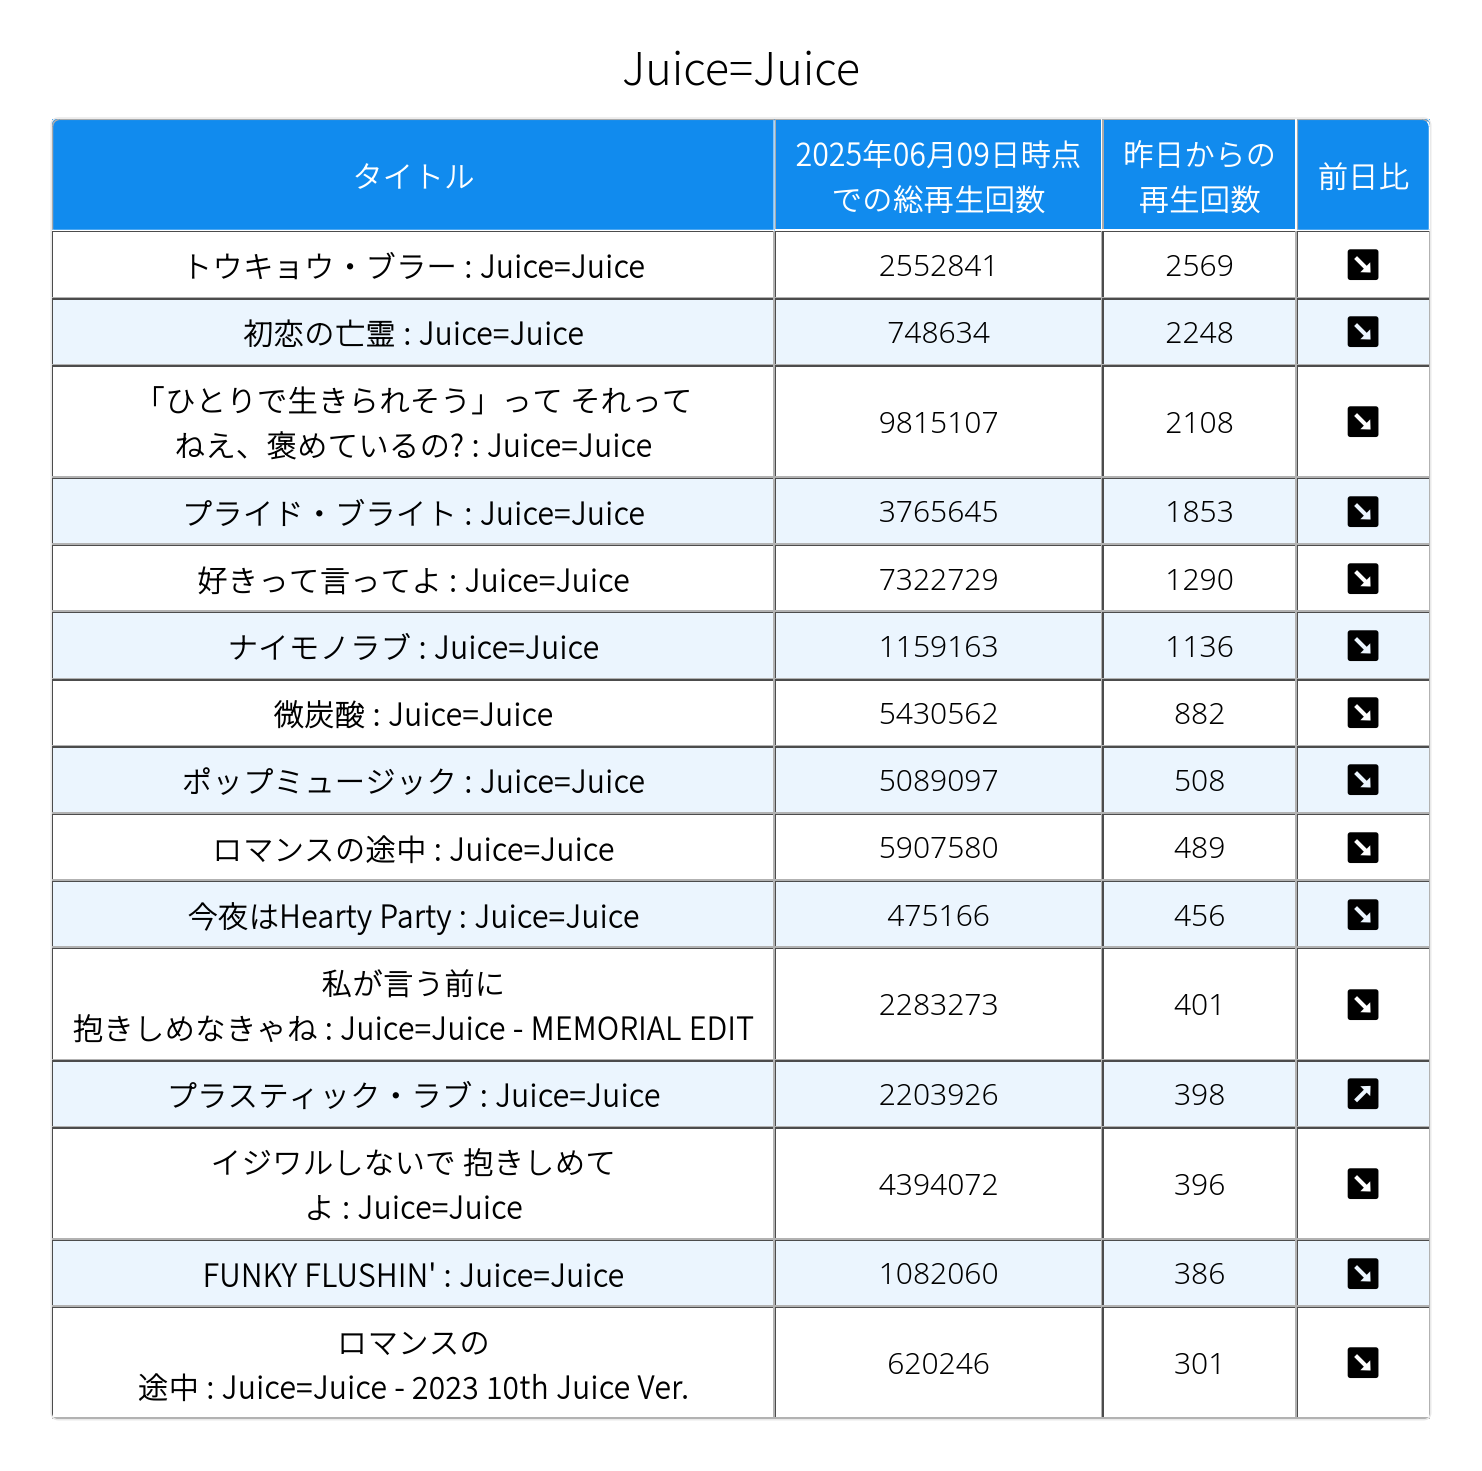 Juice=Juice
タイトル
2025年06月09日時点
での総再生回数
昨日からの
再生回数
前日比
トウキョウ・ブラー : Juice=Juice
2552841
2569
初恋の亡霊 : Juice=Juice
748634
2248
「ひとりで生きられそう」って それって
ねえ、褒めているの? : Juice=Juice
9815107
2108
プライド・ブライト : Juice=Juice
3765645
1853
好きって言ってよ : Juice=Juice
7322729
1290
ナイモノラブ : Juice=Juice
1159163
1136
微炭酸 : Juice=Juice
5430562
882
ポップミュージック : Juice=Juice
5089097
508
ロマンスの途中 : Juice=Juice
5907580
489
今夜はHearty Party : Juice=Juice
475166
456
私が言う前に
抱きしめなきゃね : Juice=Juice - MEMORIAL EDIT
2283273
401
プラスティック・ラブ : Juice=Juice
2203926
398
イジワルしないで 抱きしめて
よ : Juice=Juice
4394072
396
FUNKY FLUSHIN' : Juice=Juice
1082060
386
ロマンスの
途中 : Juice=Juice - 2023 10th Juice Ver.
620246
301